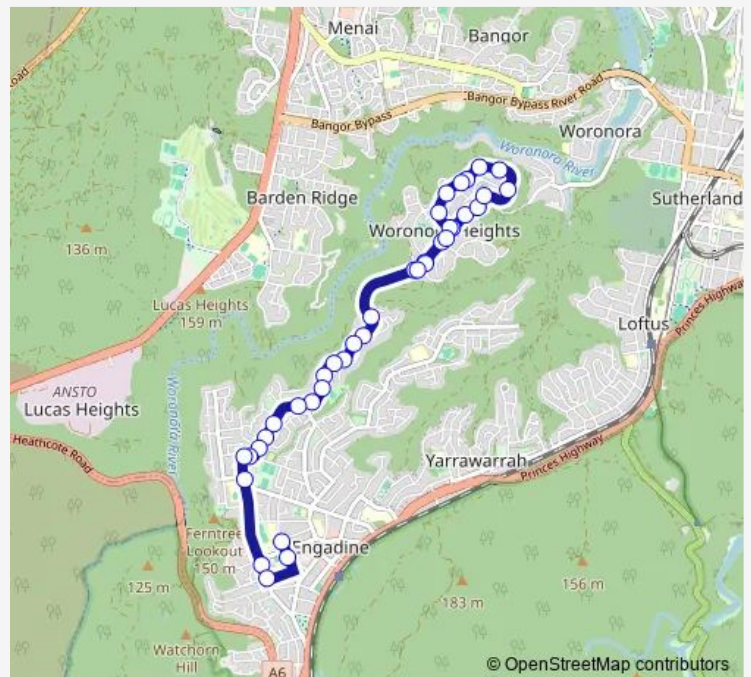 Menai
Bangor
Road
Bangor Bypass River Road
Bangor Bypass
Woronora
Woronora River
Barden Ridge
Sutherland
136 m
Woronora Heights
Lucas Heights
159 m
Princes Highway
Loftus
ANSTO
Lucas Heights
Woronora River
Heathcote Road
Yarrawarrah
Princes Highway
Ferntree
Lookout
150 m
Engadine
125 m
156 m
183 m
Watchorn
Hill
A6
© OpenStreetMap contributors